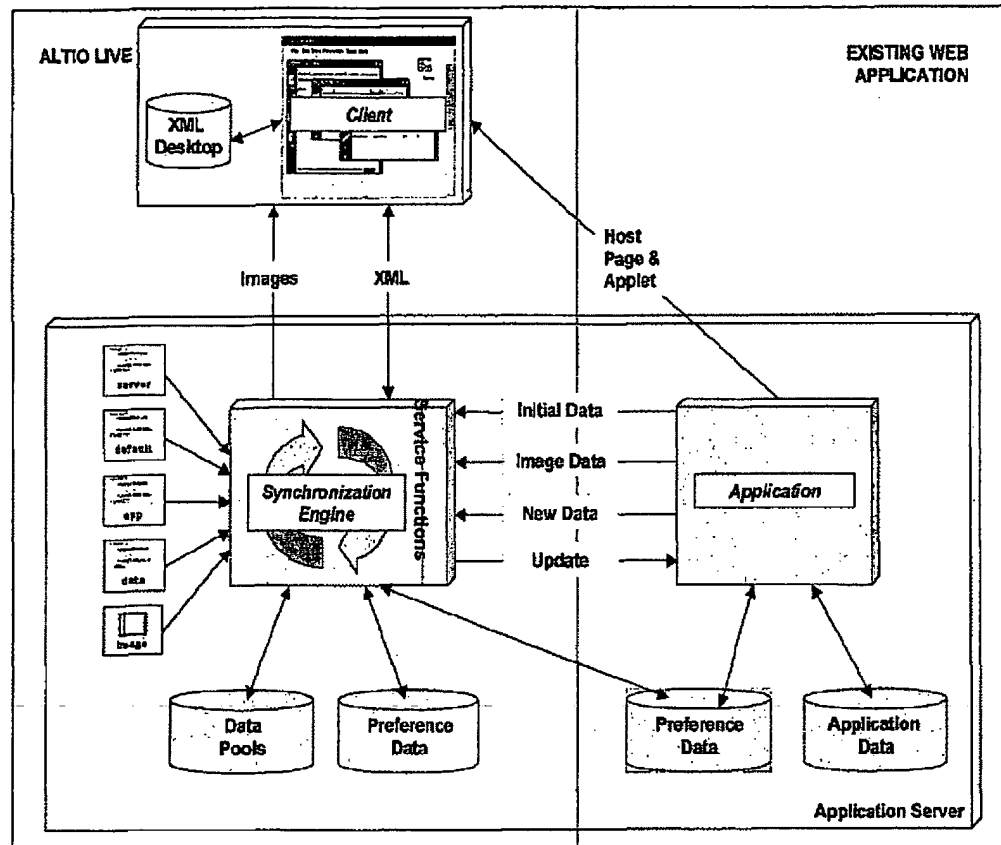 ALTIO LIVE
EXISTING WEB
APPLICATION
XML
Desktop
Client
Host
Page &
Applet
Images
XML
server
default
app
data
image
Synchronization
Engine
Service Functions
Initial Data
Image Data
New Data
Update
Application
Data
Pools
Preference
Data
Preference
Data
Application
Data
Application Server